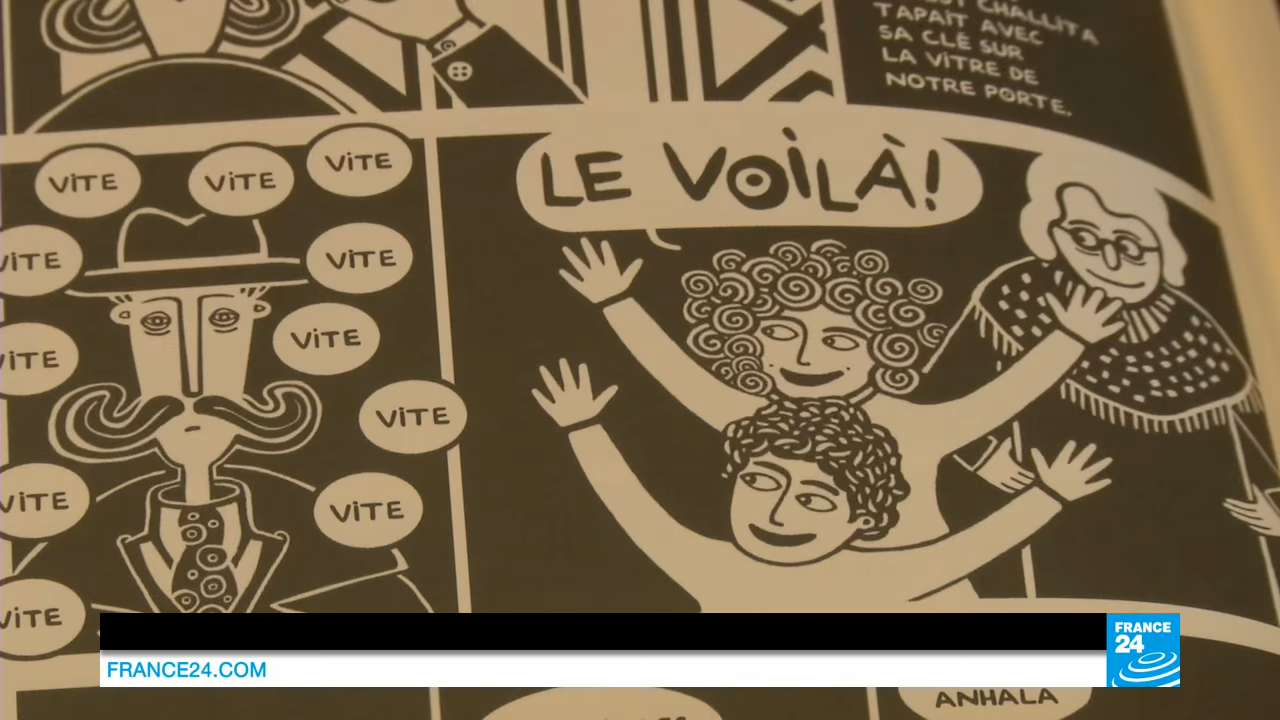 CHALLITA
TAPAIT AVEC
SA CLÉ SUR
LA VITRE DE
NOTRE PORTE.
VITE
VITE
VITE
VITE
VITE
VITE
VITE
VITE
VITE
VITE
VITE
LE VOILÀ!
ANHALA
FRANCE24.COM
FRANCE
24